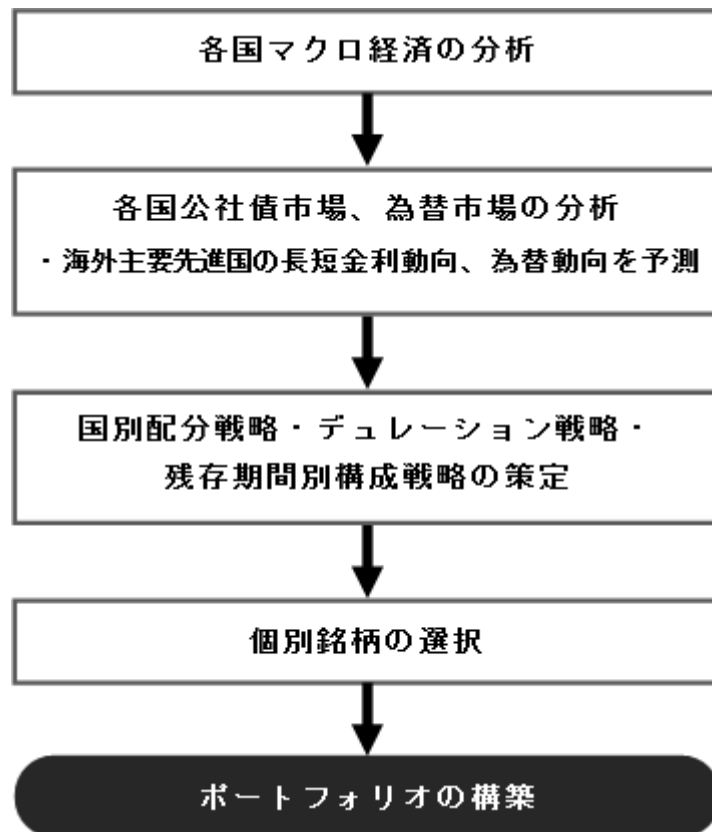 各国マクロ経済の分析
各国公社債市場、為替市場の分析
・海外主要先進国の長短金利動向、為替動向を予測
国別配分戦略・デュレーション戦略・
残存期間別構成戦略の策定
個別銘柄の選択
ポートフォリオの構築